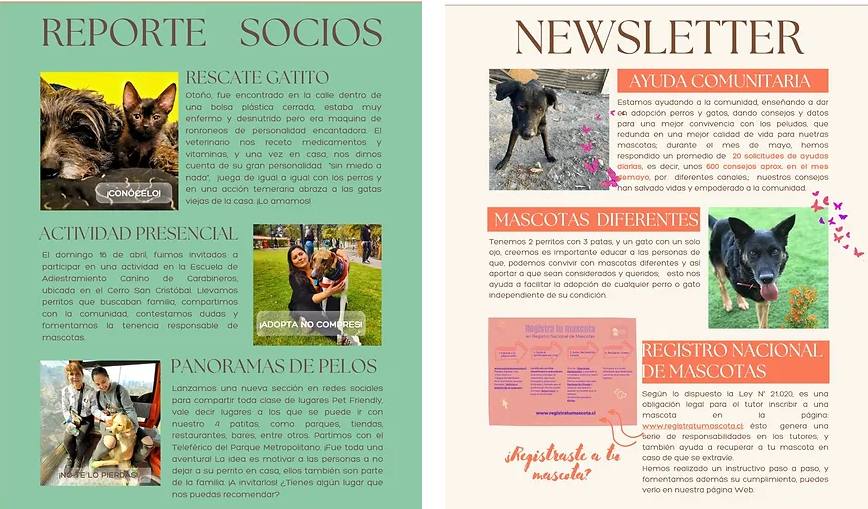 REPORTE SOCIOS
RESCATE GATITO
Otoño, fue encontrado en la calle dentro de
una bolsa plástica cerrada, estaba muy
enfermo y desnutrido pero era maquina de
ronroneos de personalidad encantadora. El
veterinario nos receto medicamentos y
vitaminas, y una vez en casa, nos dimos
cuenta de su gran personalidad "sin miedo a
nada", juega de igual a igual con los perros y
en una acción temeraria abraza a las gatas
viejas de la casa. ¡Lo amamos!
¡CONÓCELO!
ACTIVIDAD PRESENCIAL
El domingo 16 de abril, fuimos invitados a
participar en una actividad en la Escuela de
Adiestramiento Canino de Carabineros,
ubicada en el Cerro San Cristóbal. Llevamos
perritos que buscaban familia, compartimos
con la comunidad, contestamos dudas y
fomentamos la tenencia responsable de
mascotas.
¡ADOPTA NO COMPRES!
PANORAMAS DE PELOS
Lanzamos una nueva sección en redes sociales
para compartir toda clase de lugares Pet Friendly,
vale decir lugares a los que se puede ir con
nuestro 4 patitas, como parques, tiendas,
restaurantes, bares, entre otros. Partimos con el
Teleférico del Parque Metropolitano. ¡Fue toda una
aventura! La idea es motivar a las personas a no
dejar a su perrito en casa, ellos también son parte
de la familia. ¡A invitarlos! ¿Tienes algún lugar que
nos puedas recomendar?
¡NO TE LO PIERDAS!
NEWSLETTER
AYUDA COMUNITARIA
Estamos ayudando a la comunidad, enseñando a dar
en adopción perros y gatos, dando consejos y datos
para una mejor convivencia con los peludos, que
redunda en una mejor calidad de vida para nuetras
mascotas; durante el mes de mayo, hemos
respondido un promedio de 20 solicitudes de ayudas
diarias, es decir, unos 600 consejos aprox. en el mes
demayo, por diferentes canales; nuestros consejos
han salvado vidas y empoderado a la comunidad.
MASCOTAS DIFERENTES
Tenemos 2 perritos con 3 patas, y un gato con un solo
ojo, creemos es importante educar a las personas de
que, podemos convivir con mascotas diferentes y así
aportar a que sean considerados y queridos; esto nos
ayuda a facilitar la adopción de cualquier perro o gato
independiente de su condición.
Registra tu mascota
en Registro Nacional de Mascotas
www.registratumascota.cl
¿Registraste a tu
mascota?
REGISTRO NACIONAL
DE MASCOTAS
Según lo dispuesto la Ley N° 21.020, es una
obligación legal para el tutor inscribir a una
mascota en la página:
www.registratumascota.cl, ésto genera una
serie de responsabilidades en los tutores, y
también ayuda a recuperar a tu mascota en
caso de que se extravíe.
Hemos realizado un instructivo paso a paso, y
fomentamos además su cumplimiento, puedes
verlo en nuestra página Web.